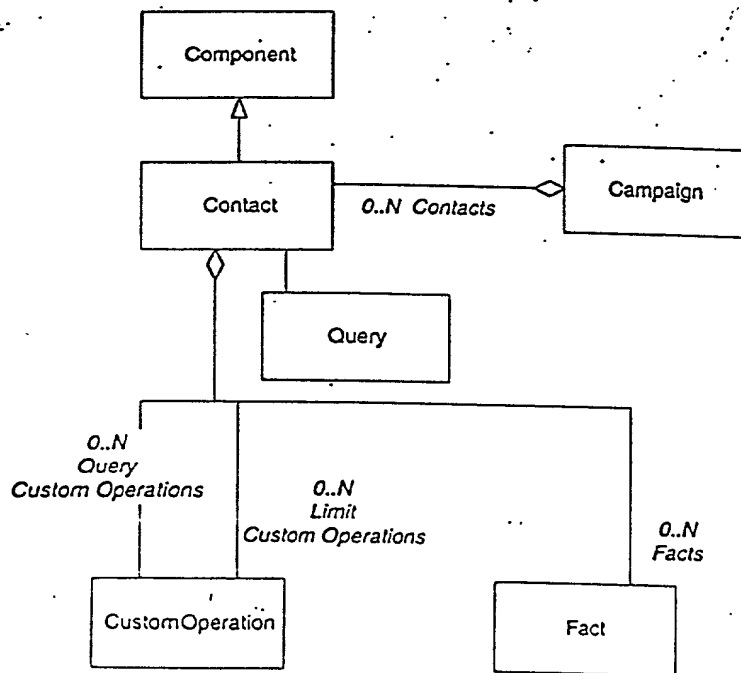 Component
Contact
0..N Contacts
Campaign
Query
0..N
Query
Custom Operations
0..N
Limit
Custom Operations
0..N
Facts
CustomOperation
Fact